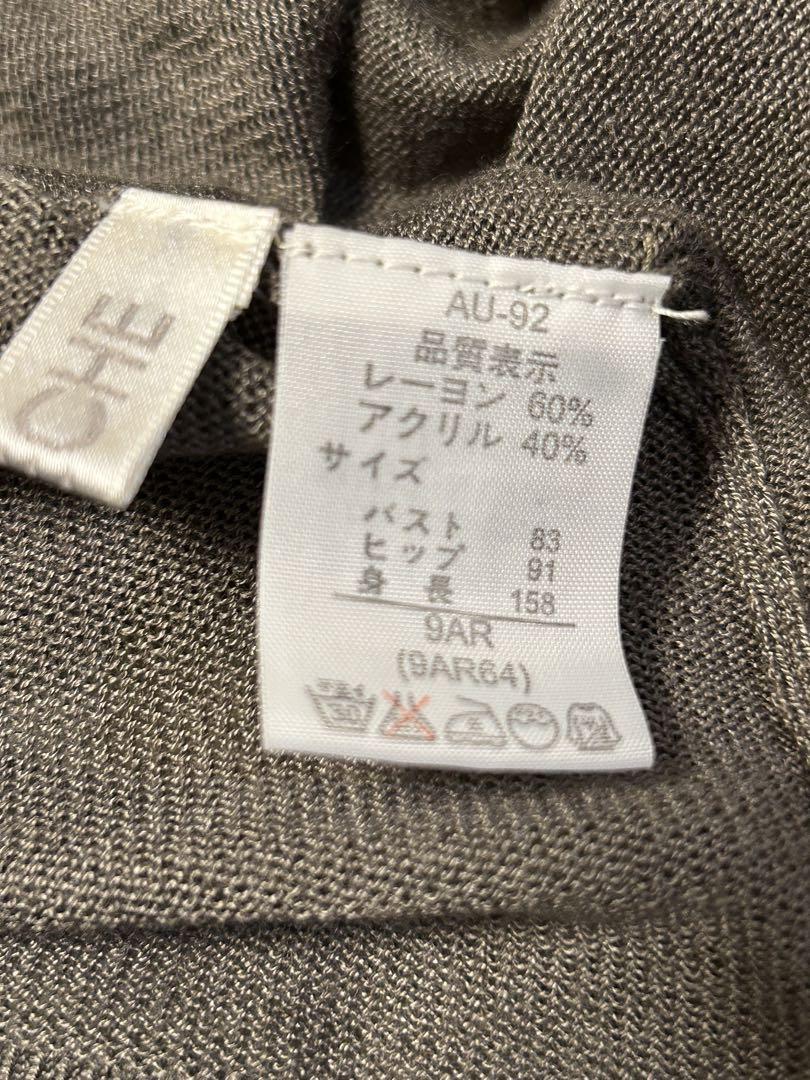 OHE
AU-92
品質表示
レーヨン 60%
アクリル 40%
サイズ
バスト 83
ヒップ 91
身長 158
9AR
(9AR64)